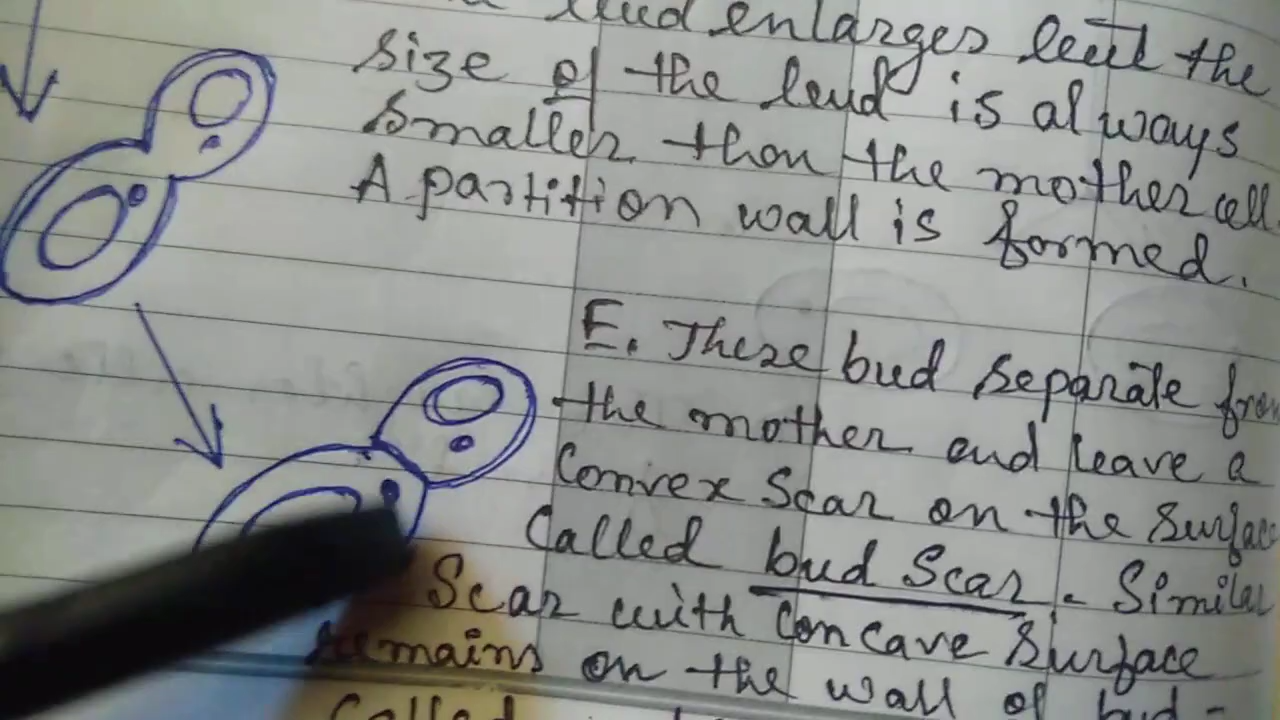 bud enlarges but the
size of the bud is always
smaller than the mother cell.
A partition wall is formed.
E. These bud separate from
the mother and leave a
Convex Scar on the Surface
Called bud Scar. Similar
Scar with Concave Surface
remains on the wall of bud-
Called